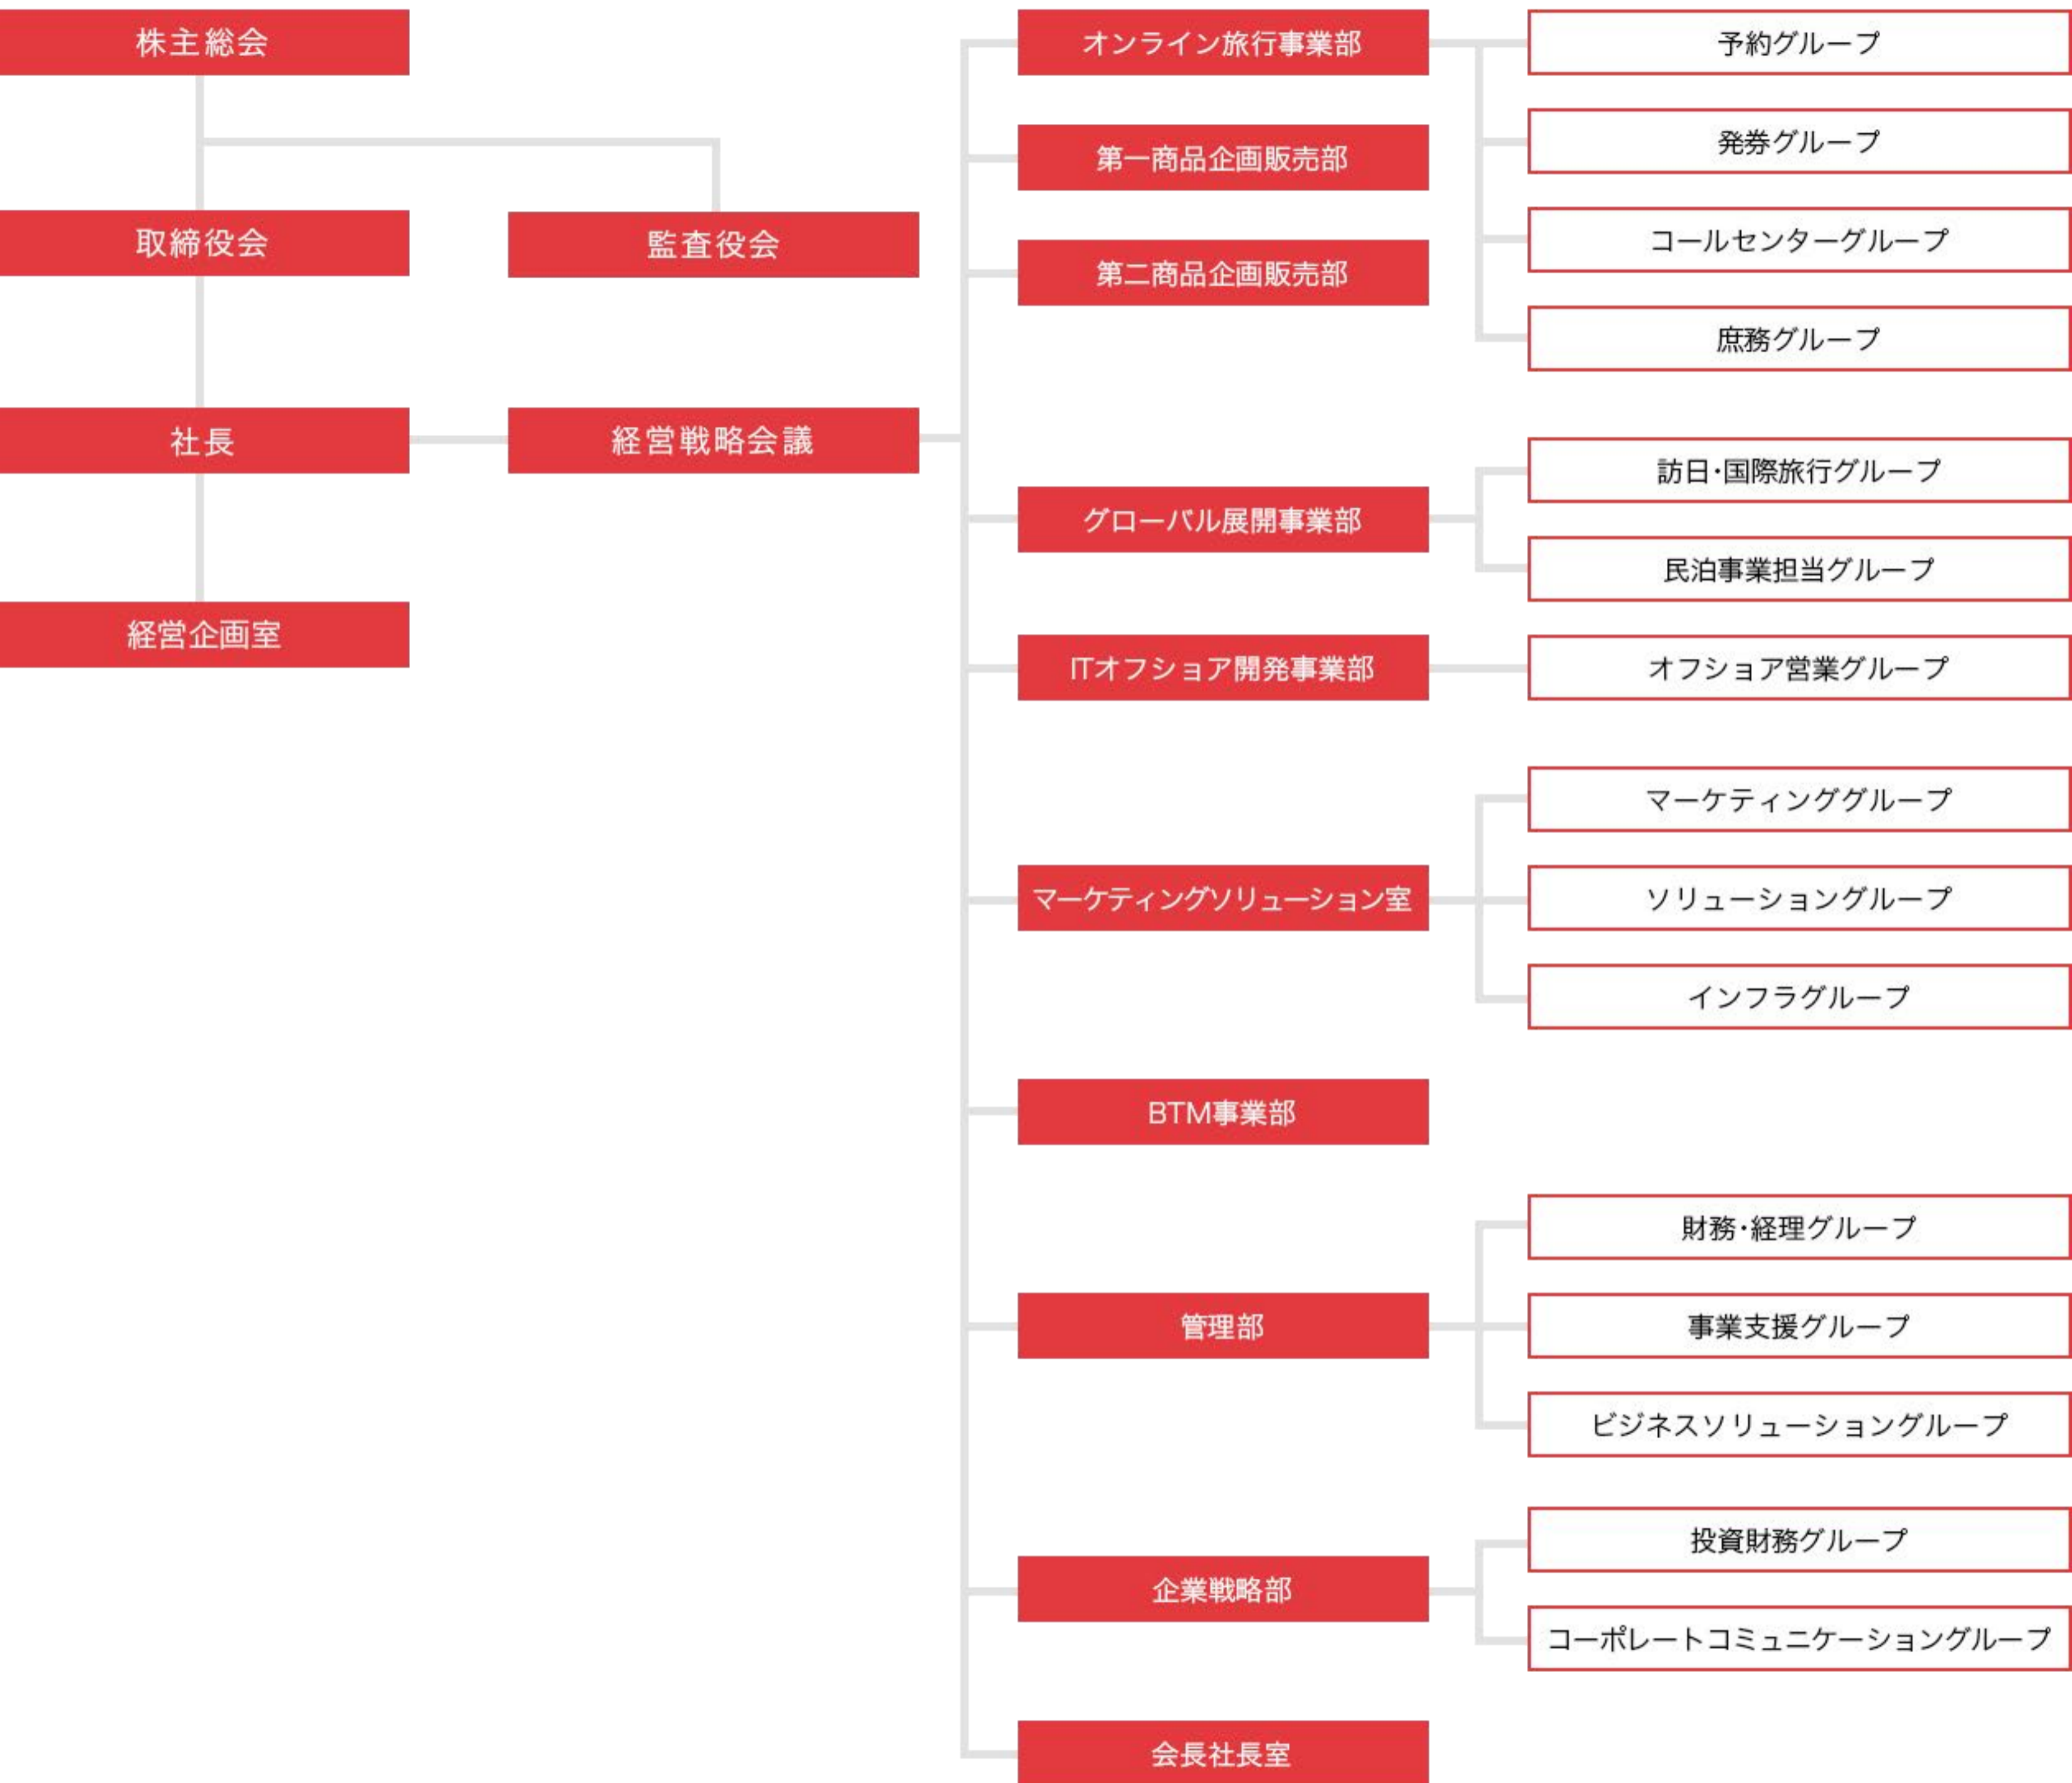 株主総会
取締役会
監査役会
社長
経営戦略会議
経営企画室
オンライン旅行事業部
予約グループ
発券グループ
コールセンターグループ
庶務グループ
第一商品企画販売部
第二商品企画販売部
グローバル展開事業部
訪日・国際旅行グループ
民泊事業担当グループ
ITオフショア開発事業部
オフショア営業グループ
マーケティングソリューション室
マーケティンググループ
ソリューショングループ
インフラグループ
BTM事業部
管理部
財務・経理グループ
事業支援グループ
ビジネスソリューショングループ
企業戦略部
投資財務グループ
コーポレートコミュニケーショングループ
会長社長室